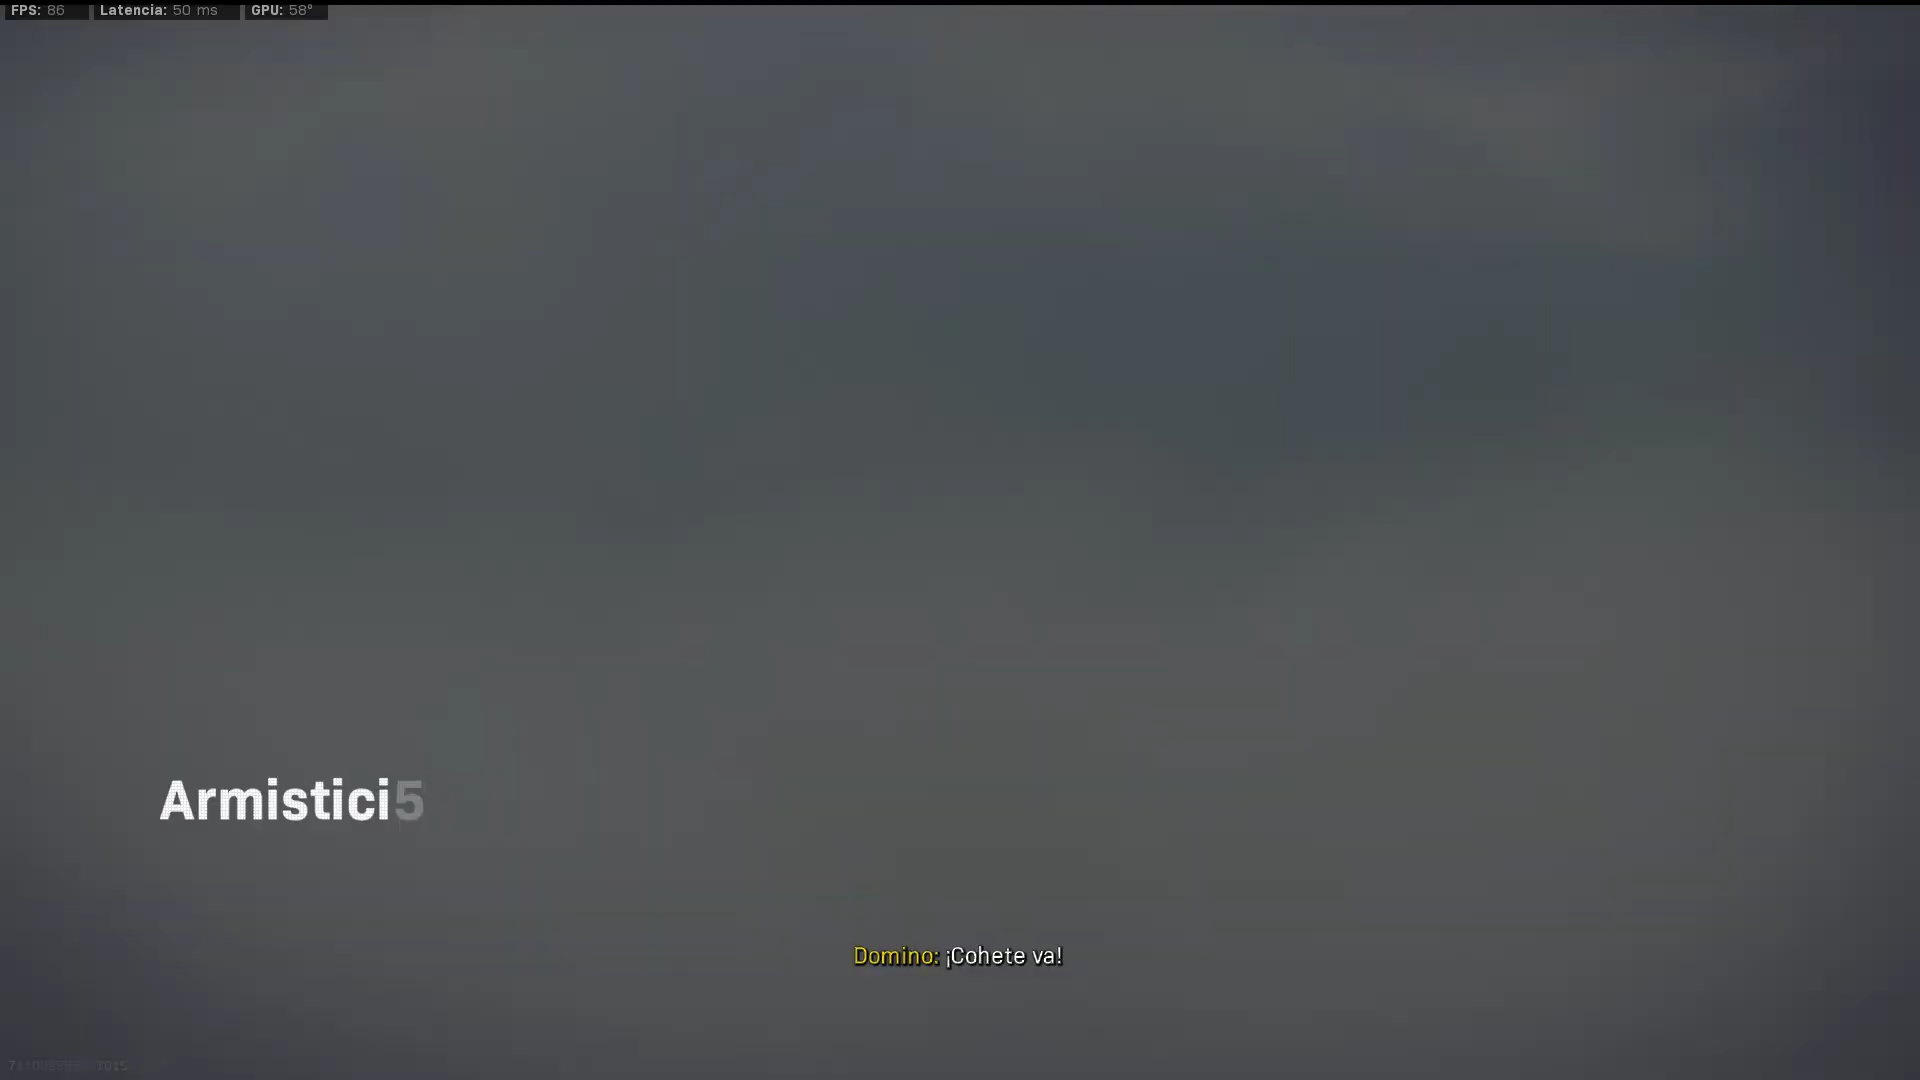 FPS: 86 Latencia: 50 ms GPU: 58°
Armistici5
Domino: ¡Cohete va!